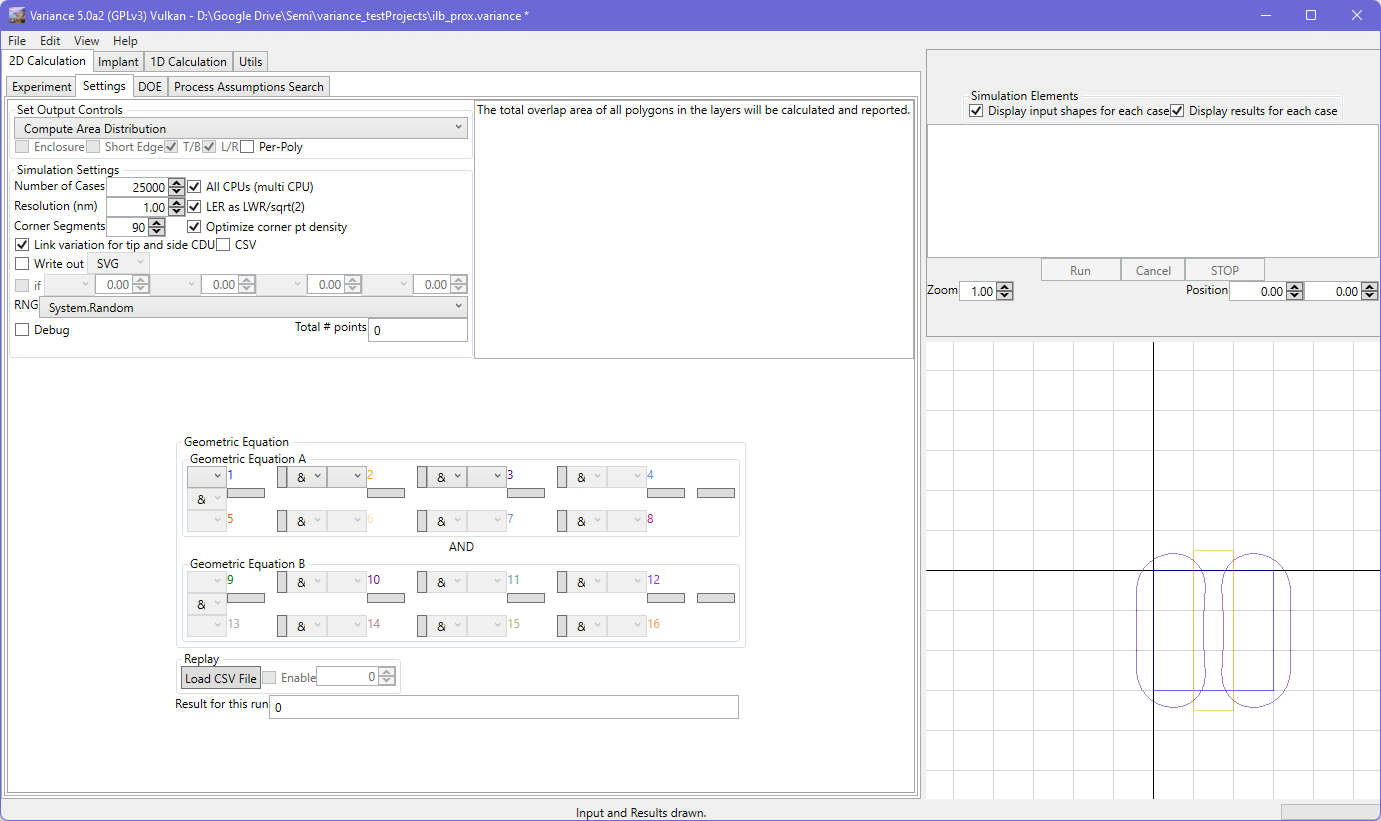 Variance 5.0a2 (GPLv3) Vulkan - D:\Google Drive\Semi\variance_testProjects\ilb_prox.variance *
File Edit View Help
2D Calculation Implant 1D Calculation Utils
Experiment Settings DOE Process Assumptions Search
Set Output Controls
Compute Area Distribution
Enclosure Short Edge T/B L/R Per-Poly
The total overlap area of all polygons in the layers will be calculated and reported.
Simulation Settings
Number of Cases 25000 All CPUs (multi CPU)
Resolution (nm) 1.00 LER as LWR/sqrt(2)
Corner Segments 90 Optimize corner pt density
Link variation for tip and side CDU CSV
Write out SVG
if 0.00 0.00 0.00 0.00
RNG System.Random
Debug Total # points 0
Geometric Equation
Geometric Equation A
1 & 2 & 3 & 4
&
5 & 6 & 7 & 8
AND
Geometric Equation B
9 & 10 & 11 & 12
&
13 & 14 & 15 & 16
Replay
Load CSV File Enable 0
Result for this run 0
Simulation Elements
Display input shapes for each case Display results for each case
Run Cancel STOP
Zoom 1.00 Position 0.00 0.00
Input and Results drawn.